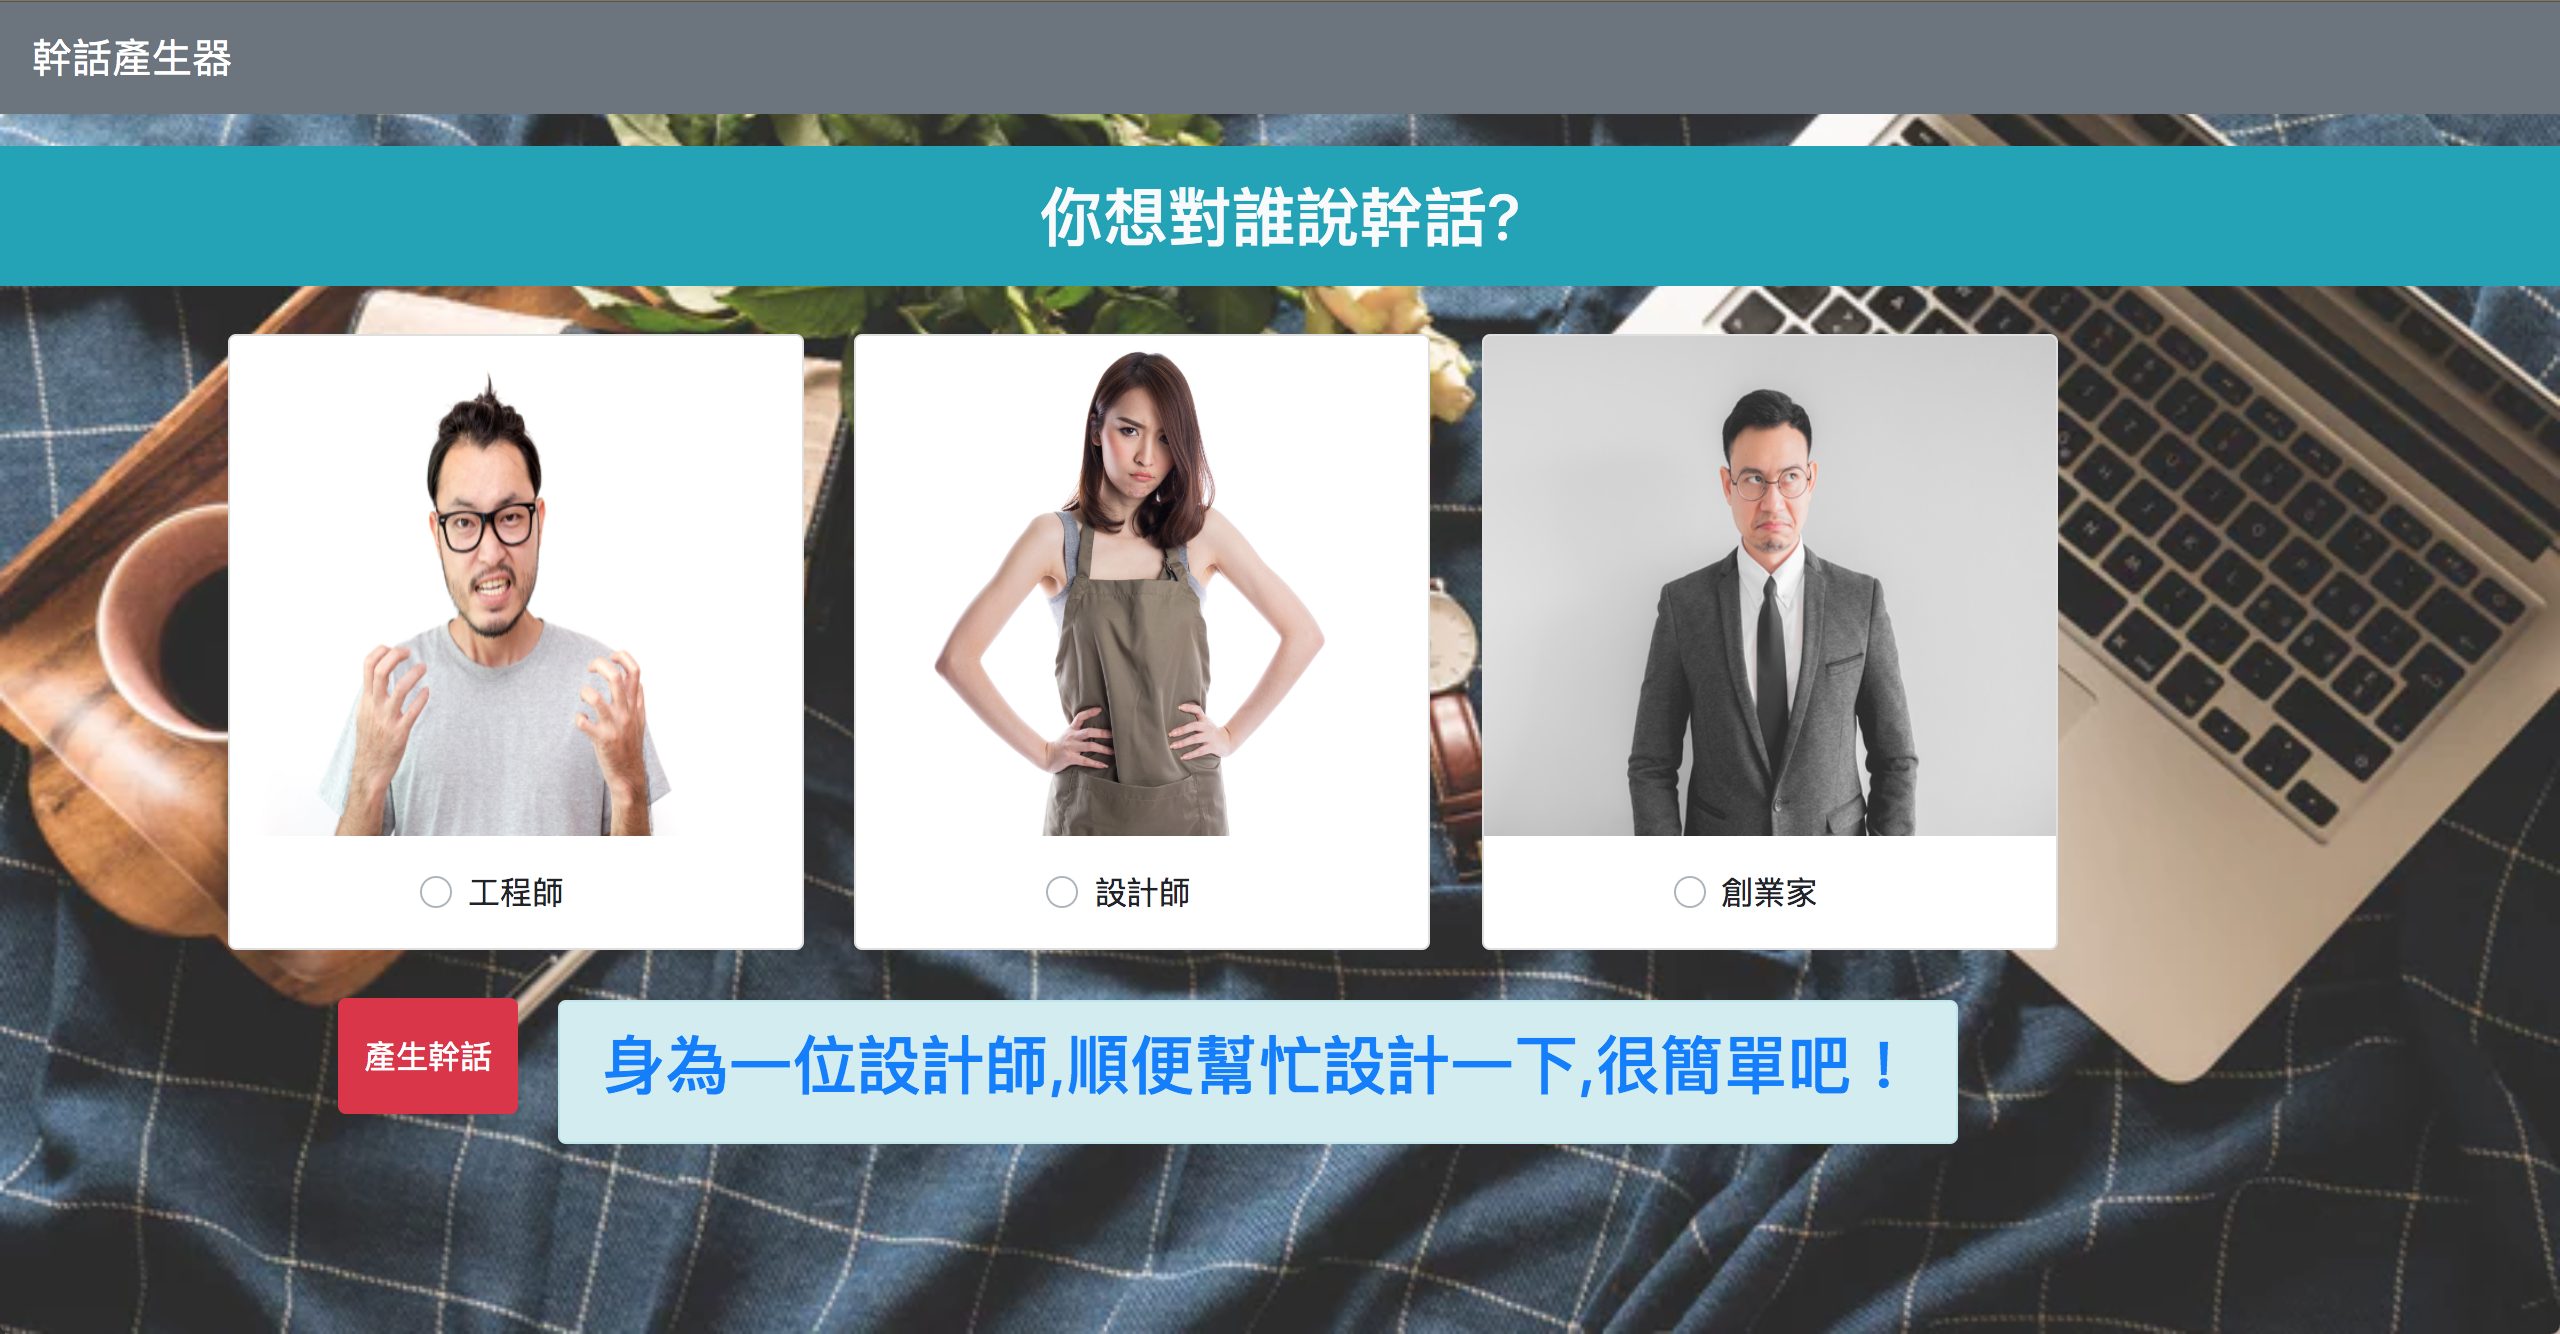 幹話產生器
你想對誰說幹話?
工程師
設計師
創業家
產生幹話
身為一位設計師,順便幫忙設計一下,很簡單吧！